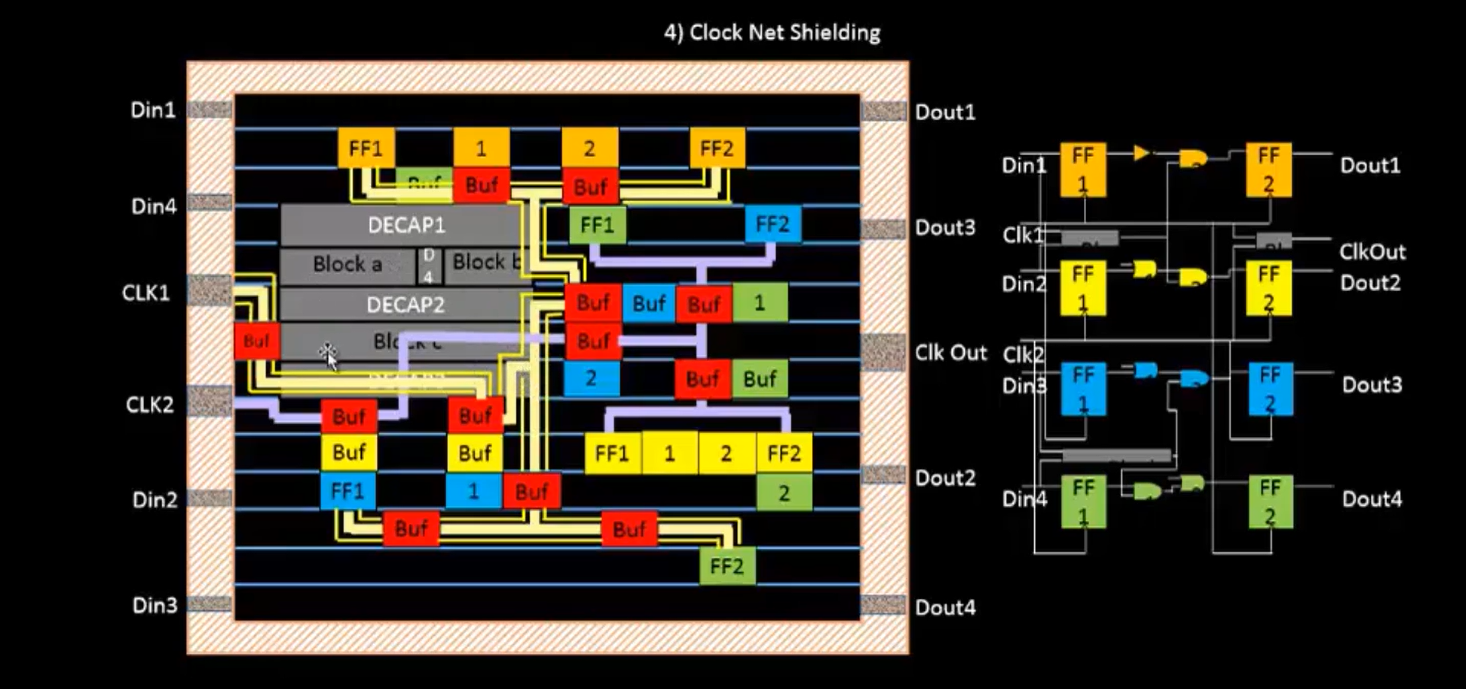 4) Clock Net Shielding
Din1
Dout1
FF1 1 2 FF2
Buf Buf Buf
Din4
DECAP1
FF1 FF2
Dout3
Block a
D
4
Block b
CLK1
DECAP2
Buf Buf Buf 1
Buf
Block c
Buf
Clk Out
2 Buf Buf
CLK2
Buf Buf
Buf Buf
FF1 1 2 FF2
Dout2
Din2
FF1 1 Buf
2
Buf Buf
FF2
Din3
Dout4
Din1
FF
1
FF
2
Dout1
Clk1
ClkOut
Din2
FF
1
FF
2
Dout2
Clk2
Din3
FF
1
FF
2
Dout3
Din4
FF
1
FF
2
Dout4